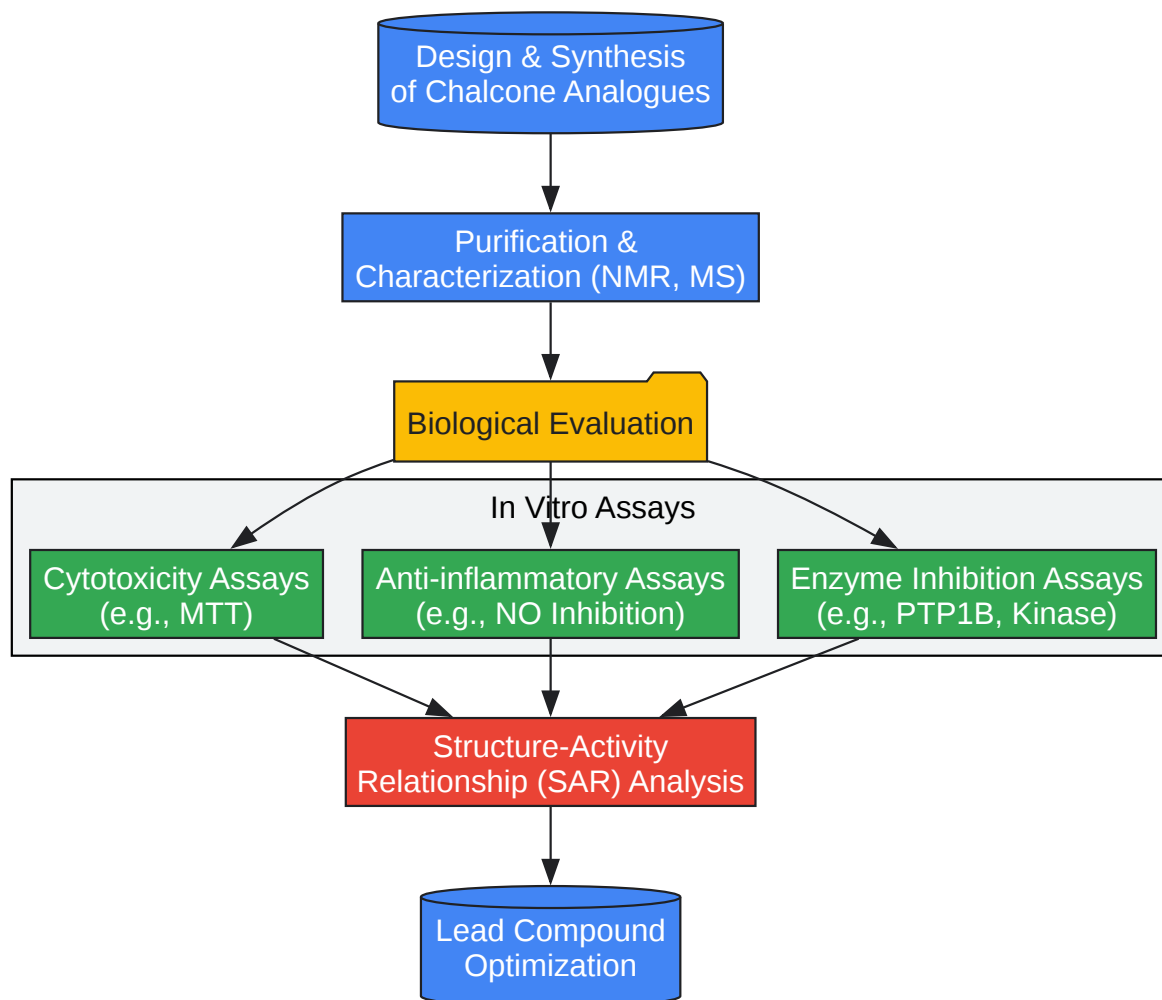 Design & Synthesis
of Chalcone Analogues
Purification &
Characterization (NMR, MS)
Biological Evaluation
In Vitro Assays
Cytotoxicity Assays
(e.g., MTT)
Anti-inflammatory Assays
(e.g., NO Inhibition)
Enzyme Inhibition Assays
(e.g., PTP1B, Kinase)
Structure-Activity
Relationship (SAR) Analysis
Lead Compound
Optimization